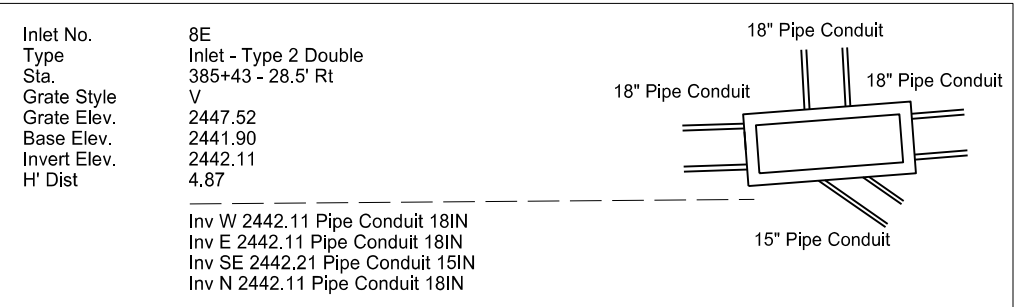 Inlet No. 8E
Type Inlet - Type 2 Double
Sta. 385+43 - 28.5' Rt
Grate Style V
Grate Elev. 2447.52
Base Elev. 2441.90
Invert Elev. 2442.11
H' Dist 4.87
Inv W 2442.11 Pipe Conduit 18IN
Inv E 2442.11 Pipe Conduit 18IN
Inv SE 2442.21 Pipe Conduit 15IN
Inv N 2442.11 Pipe Conduit 18IN
18" Pipe Conduit
18" Pipe Conduit
18" Pipe Conduit
15" Pipe Conduit